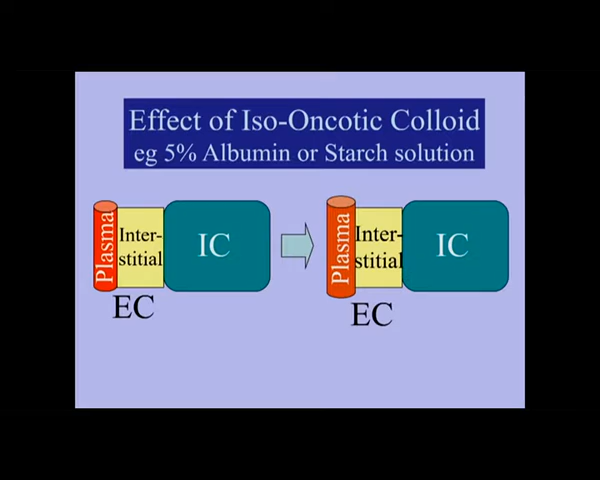 Effect of Iso-Oncotic Colloid
eg 5% Albumin or Starch solution
Plasma
Inter-
stitial
IC
EC
Plasma
Inter-
stitial
IC
EC